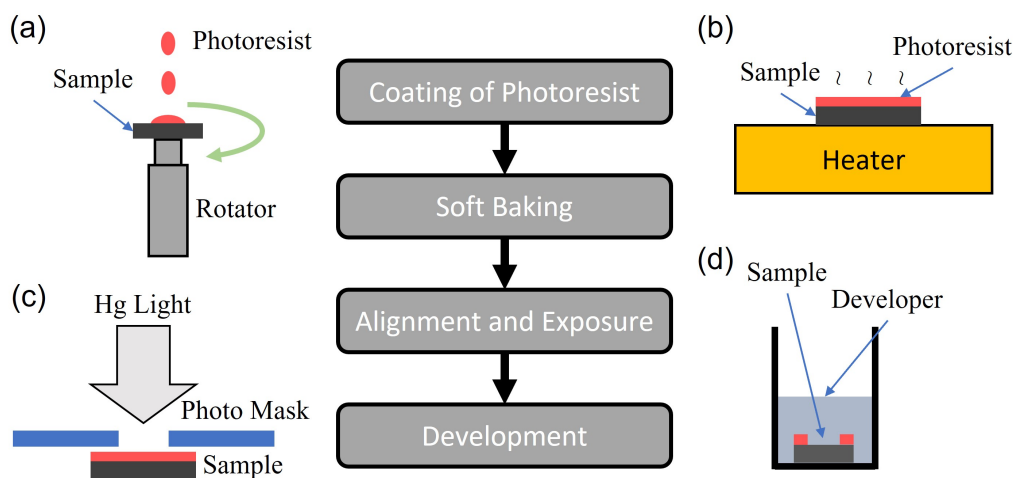 (a)
Photoresist
Sample
Rotator
Coating of Photoresist
Soft Baking
Alignment and Exposure
Development
(b)
Photoresist
Sample
Heater
(c)
Hg Light
Photo Mask
Sample
(d)
Sample
Developer